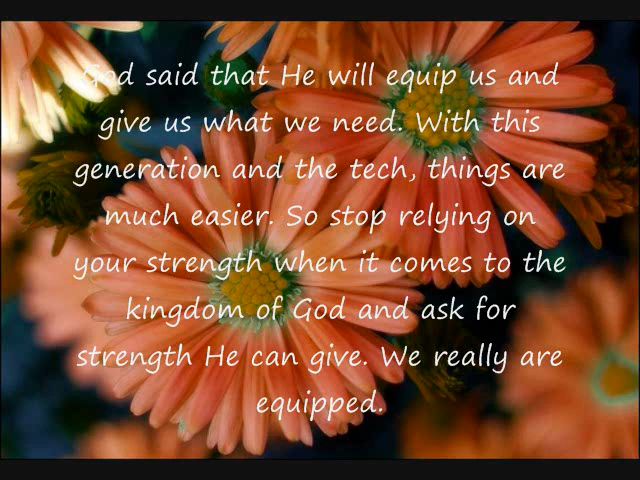 God said that He will equip us and
give us what we need. With this
generation and the tech, things are
much easier. So stop relying on
your strength when it comes to the
kingdom of God and ask for
strength He can give. We really are
equipped.